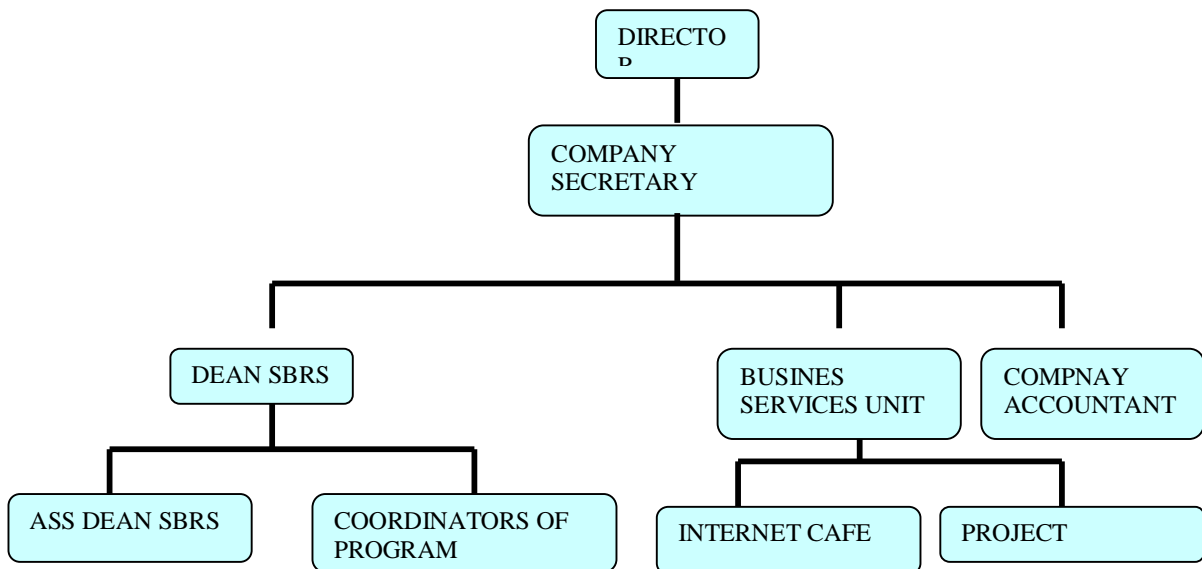 DIRECTO
R
COMPANY
SECRETARY
DEAN SBRS
BUSINES
SERVICES UNIT
COMPNAY
ACCOUNTANT
ASS DEAN SBRS
COORDINATORS OF
PROGRAM
INTERNET CAFE
PROJECT